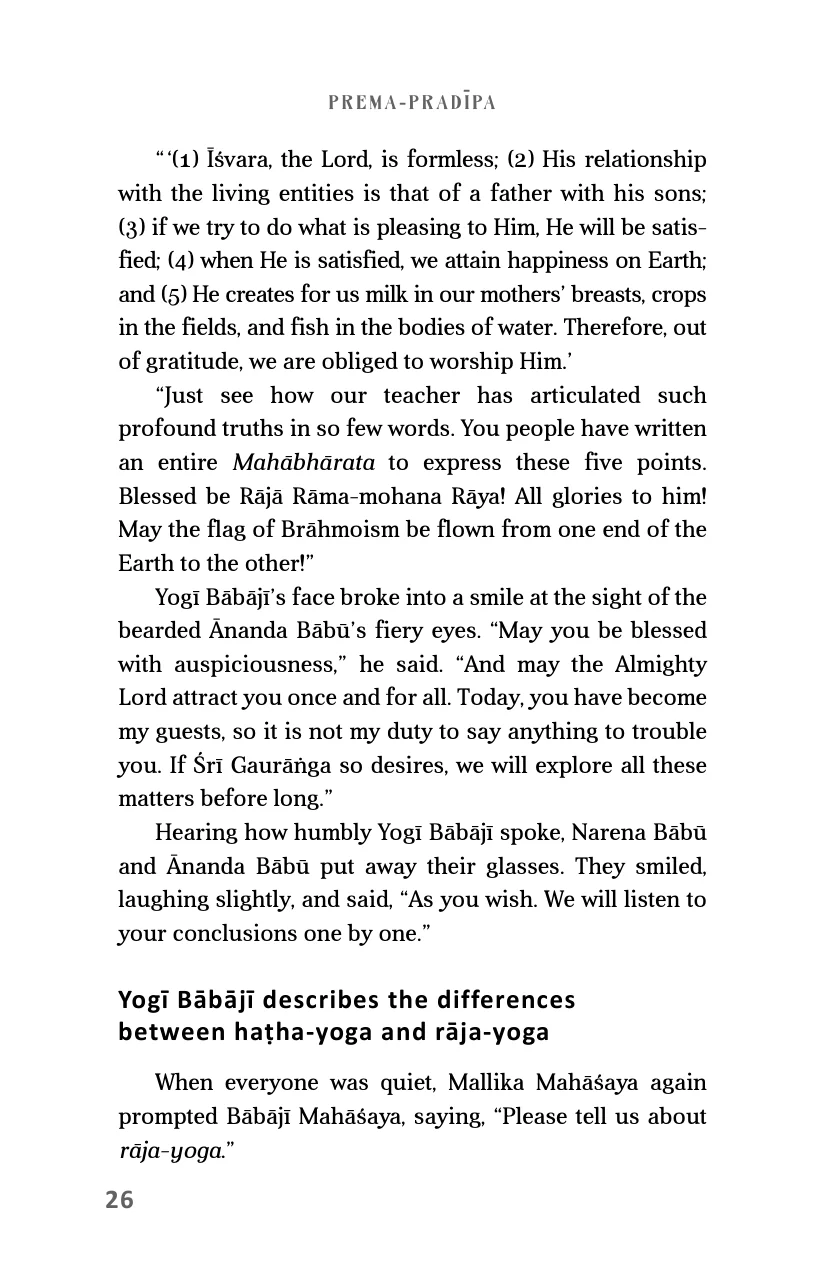 PREMA-PRADĪPA
“ ‘(1) Īśvara, the Lord, is formless; (2) His relationship
with the living entities is that of a father with his sons;
(3) if we try to do what is pleasing to Him, He will be satis-
fied; (4) when He is satisfied, we attain happiness on Earth;
and (5) He creates for us milk in our mothers’ breasts, crops
in the fields, and fish in the bodies of water. Therefore, out
of gratitude, we are obliged to worship Him.’
“Just see how our teacher has articulated such
profound truths in so few words. You people have written
an entire Mahābhārata to express these five points.
Blessed be Rājā Rāma-mohana Rāya! All glories to him!
May the flag of Brāhmoism be flown from one end of the
Earth to the other!”
Yogī Bābājī’s face broke into a smile at the sight of the
bearded Ānanda Bābū’s fiery eyes. “May you be blessed
with auspiciousness,” he said. “And may the Almighty
Lord attract you once and for all. Today, you have become
my guests, so it is not my duty to say anything to trouble
you. If Śrī Gaurāṅga so desires, we will explore all these
matters before long.”
Hearing how humbly Yogī Bābājī spoke, Narena Bābū
and Ānanda Bābū put away their glasses. They smiled,
laughing slightly, and said, “As you wish. We will listen to
your conclusions one by one.”
Yogī Bābājī describes the differences
between haṭha-yoga and rāja-yoga
When everyone was quiet, Mallika Mahāśaya again
prompted Bābājī Mahāśaya, saying, “Please tell us about
rāja-yoga.”
26